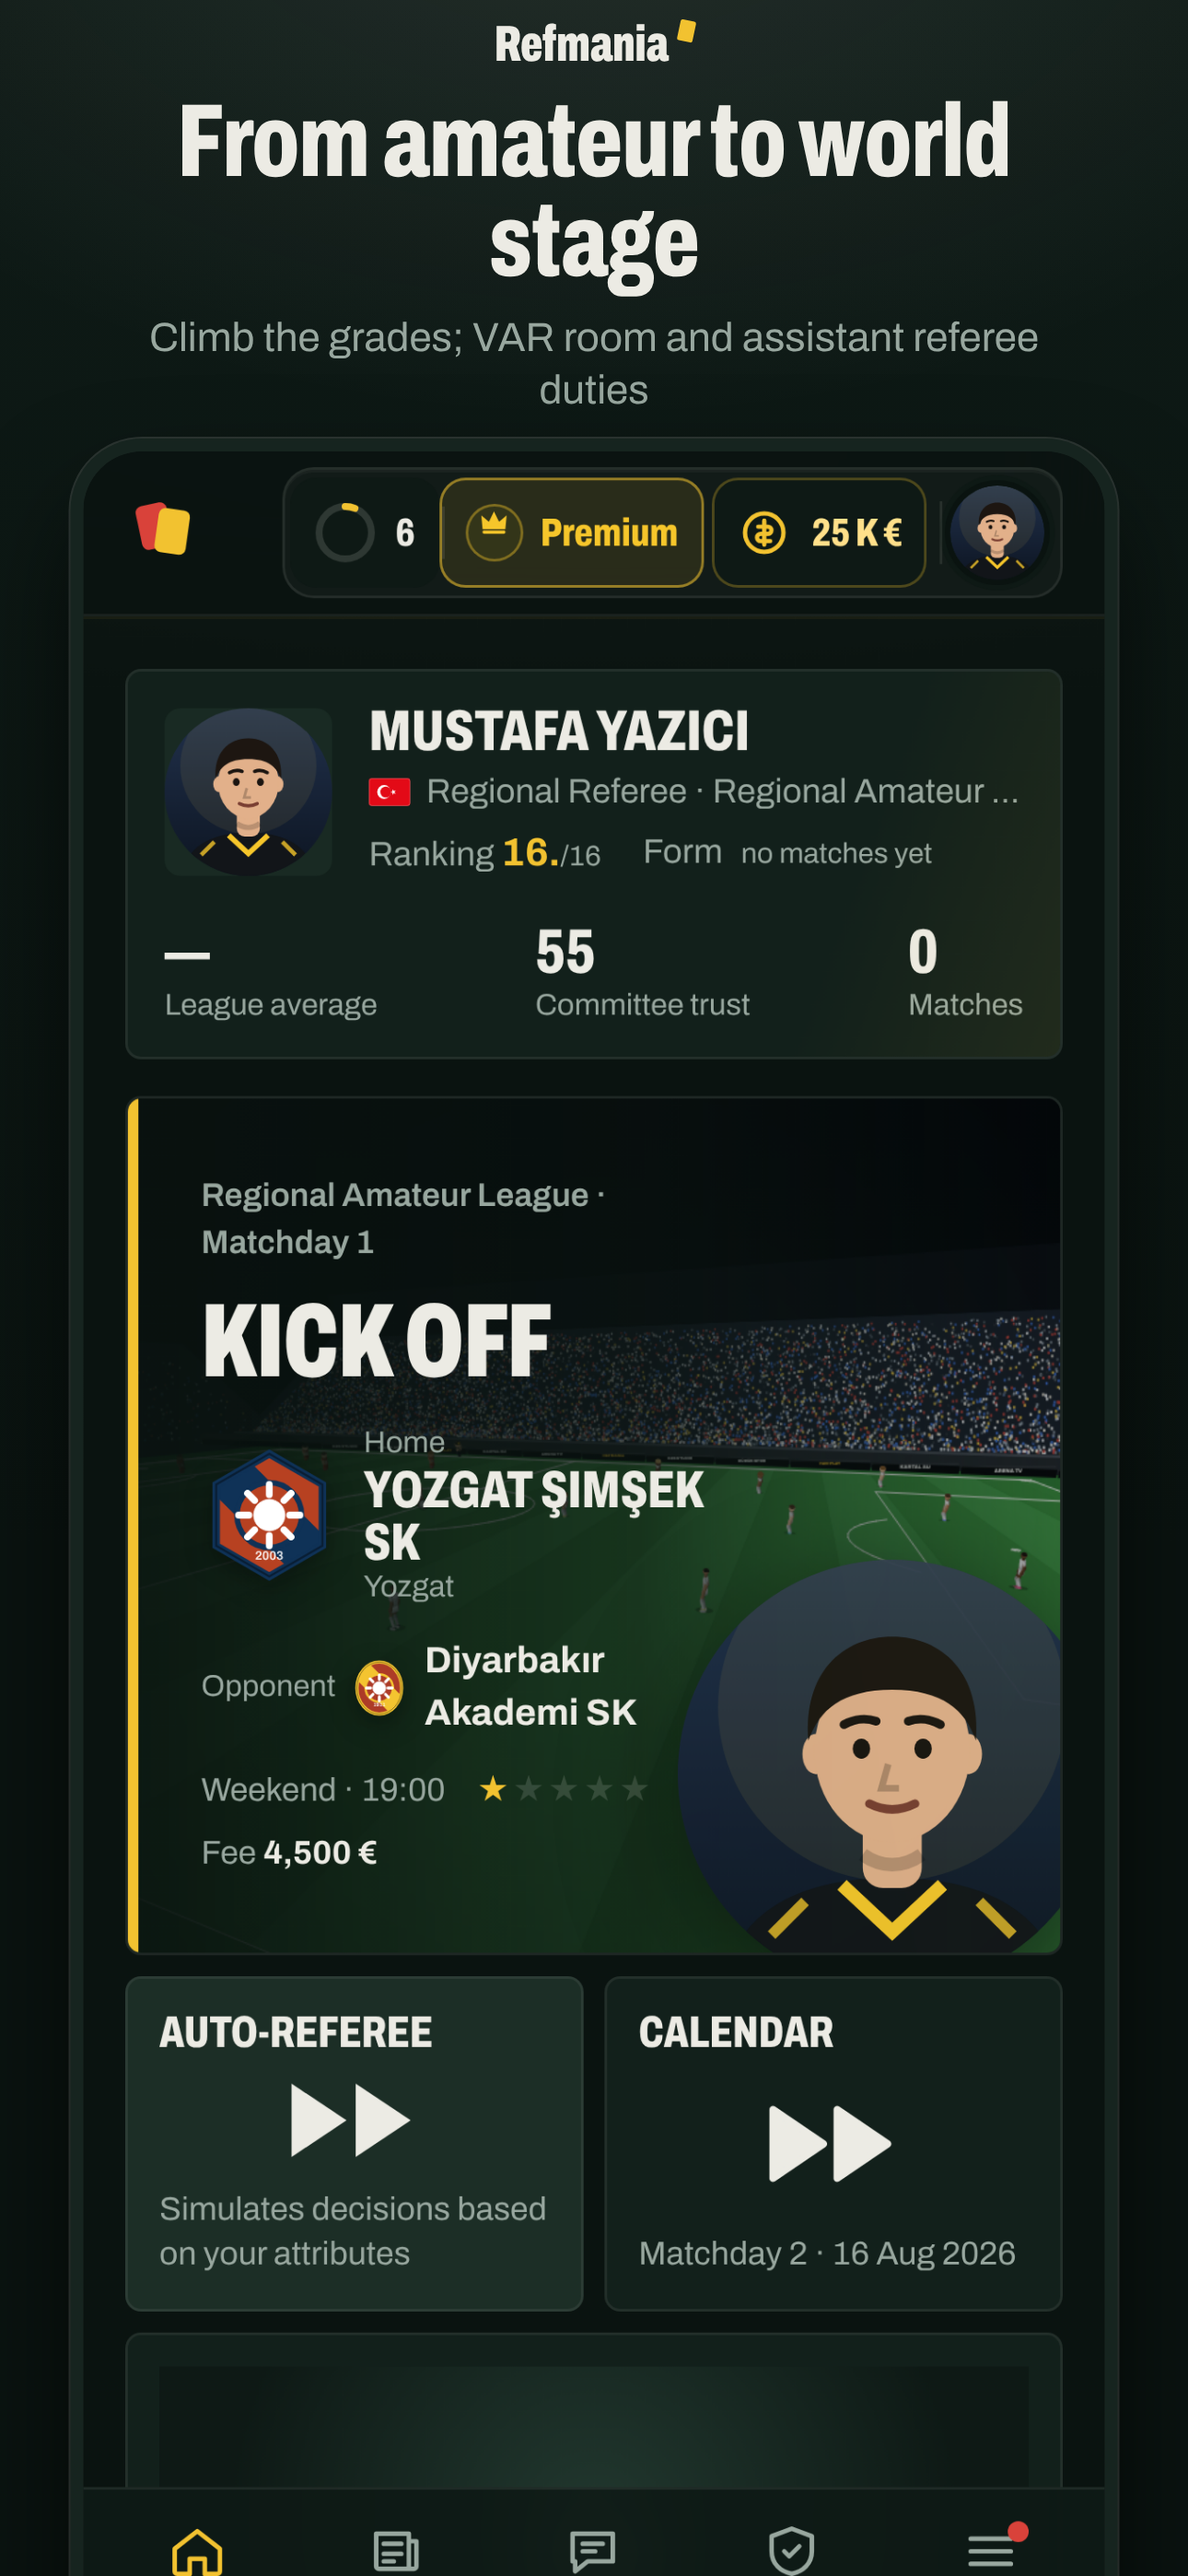 Refmania
From amateur to world
stage
Climb the grades; VAR room and assistant referee
duties
6
Premium
25 K €
MUSTAFA YAZICI
Regional Referee · Regional Amateur ...
Ranking 16./16 Form no matches yet
—
55
0
League average
Committee trust
Matches
Regional Amateur League ·
Matchday 1
KICK OFF
Home
YOZGAT ŞIMŞEK
SK
Yozgat
2003
Opponent
Diyarbakır
Akademi SK
Weekend · 19:00
Fee 4,500 €
AUTO-REFEREE
Simulates decisions based
on your attributes
CALENDAR
Matchday 2 · 16 Aug 2026